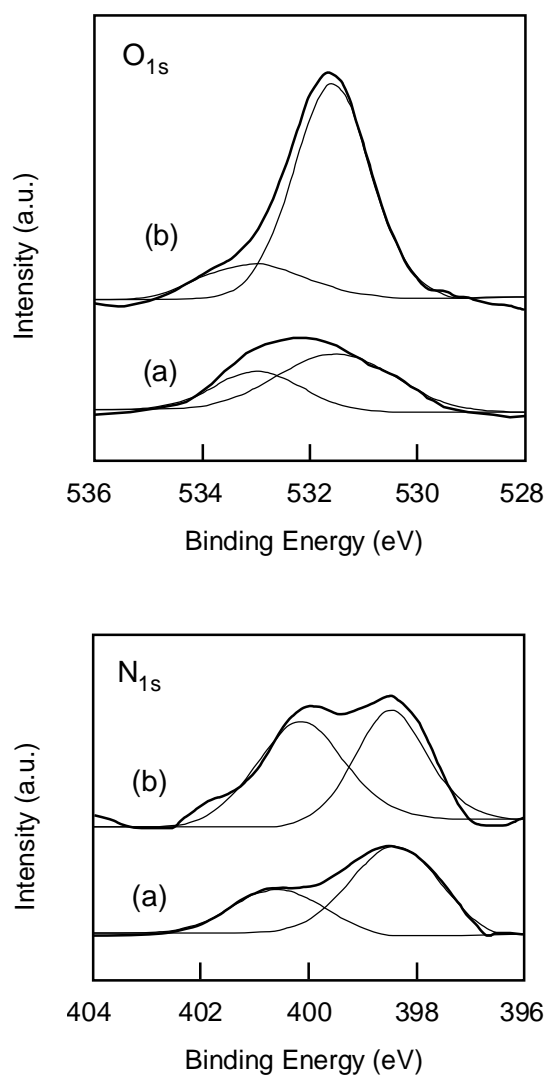 O1s
Intensity (a.u.)
(b)
(a)
536 534 532 530 528
Binding Energy (eV)
N1s
Intensity (a.u.)
(b)
(a)
404 402 400 398 396
Binding Energy (eV)